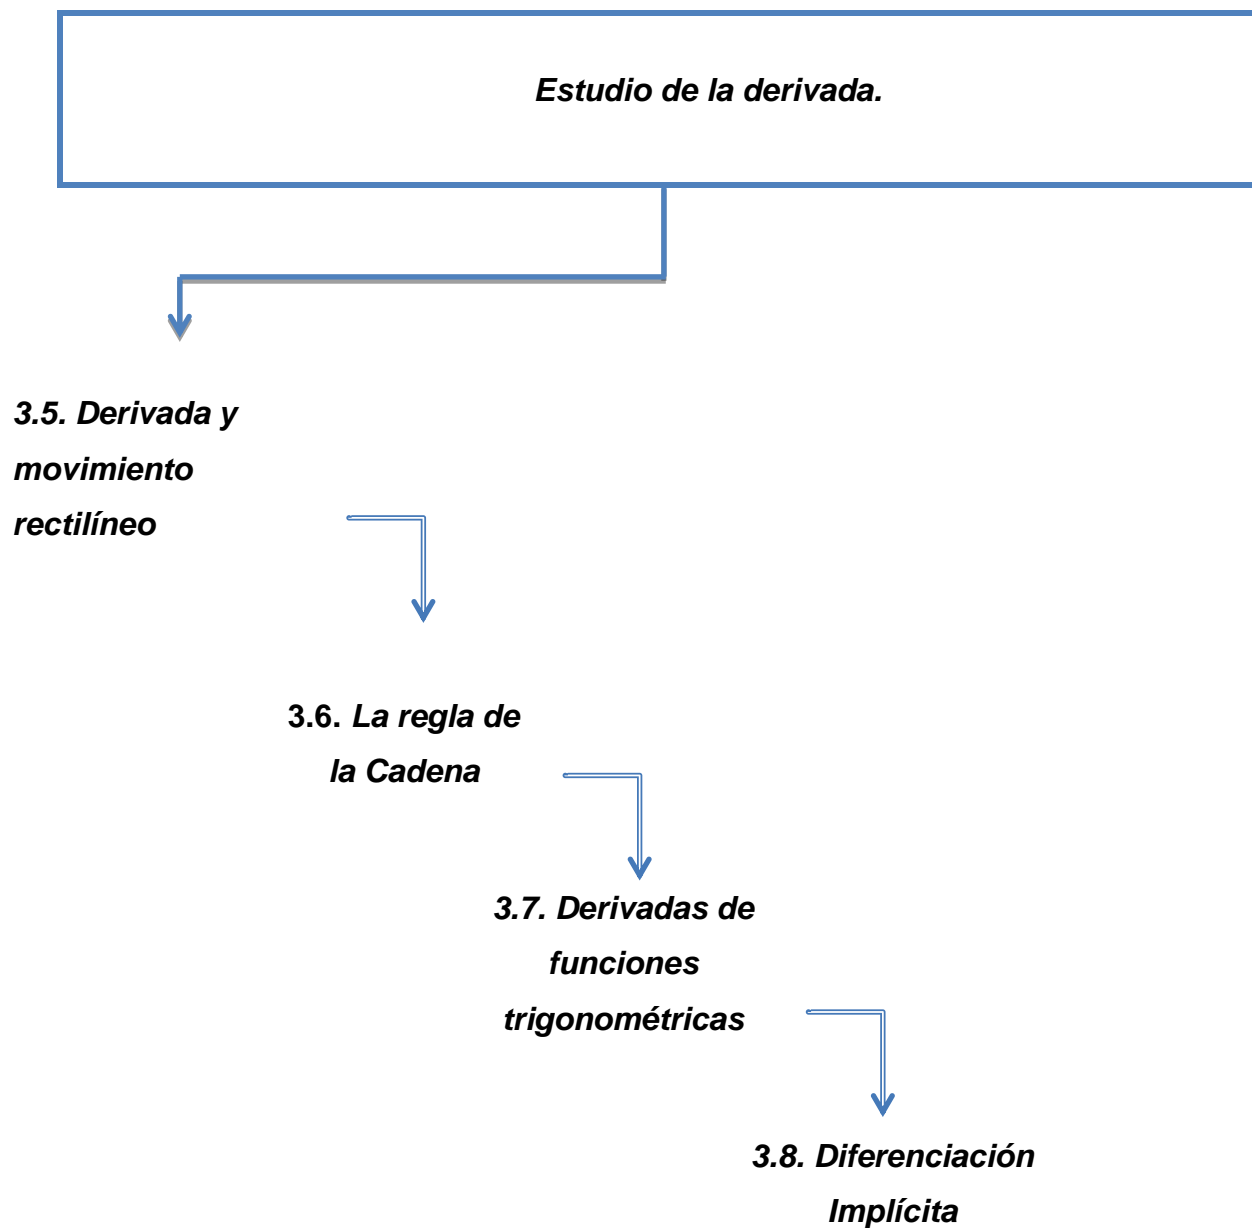 Estudio de la derivada.
3.5. Derivada y
movimiento
rectilíneo
3.6. La regla de
la Cadena
3.7. Derivadas de
funciones
trigonométricas
3.8. Diferenciación
Implícita